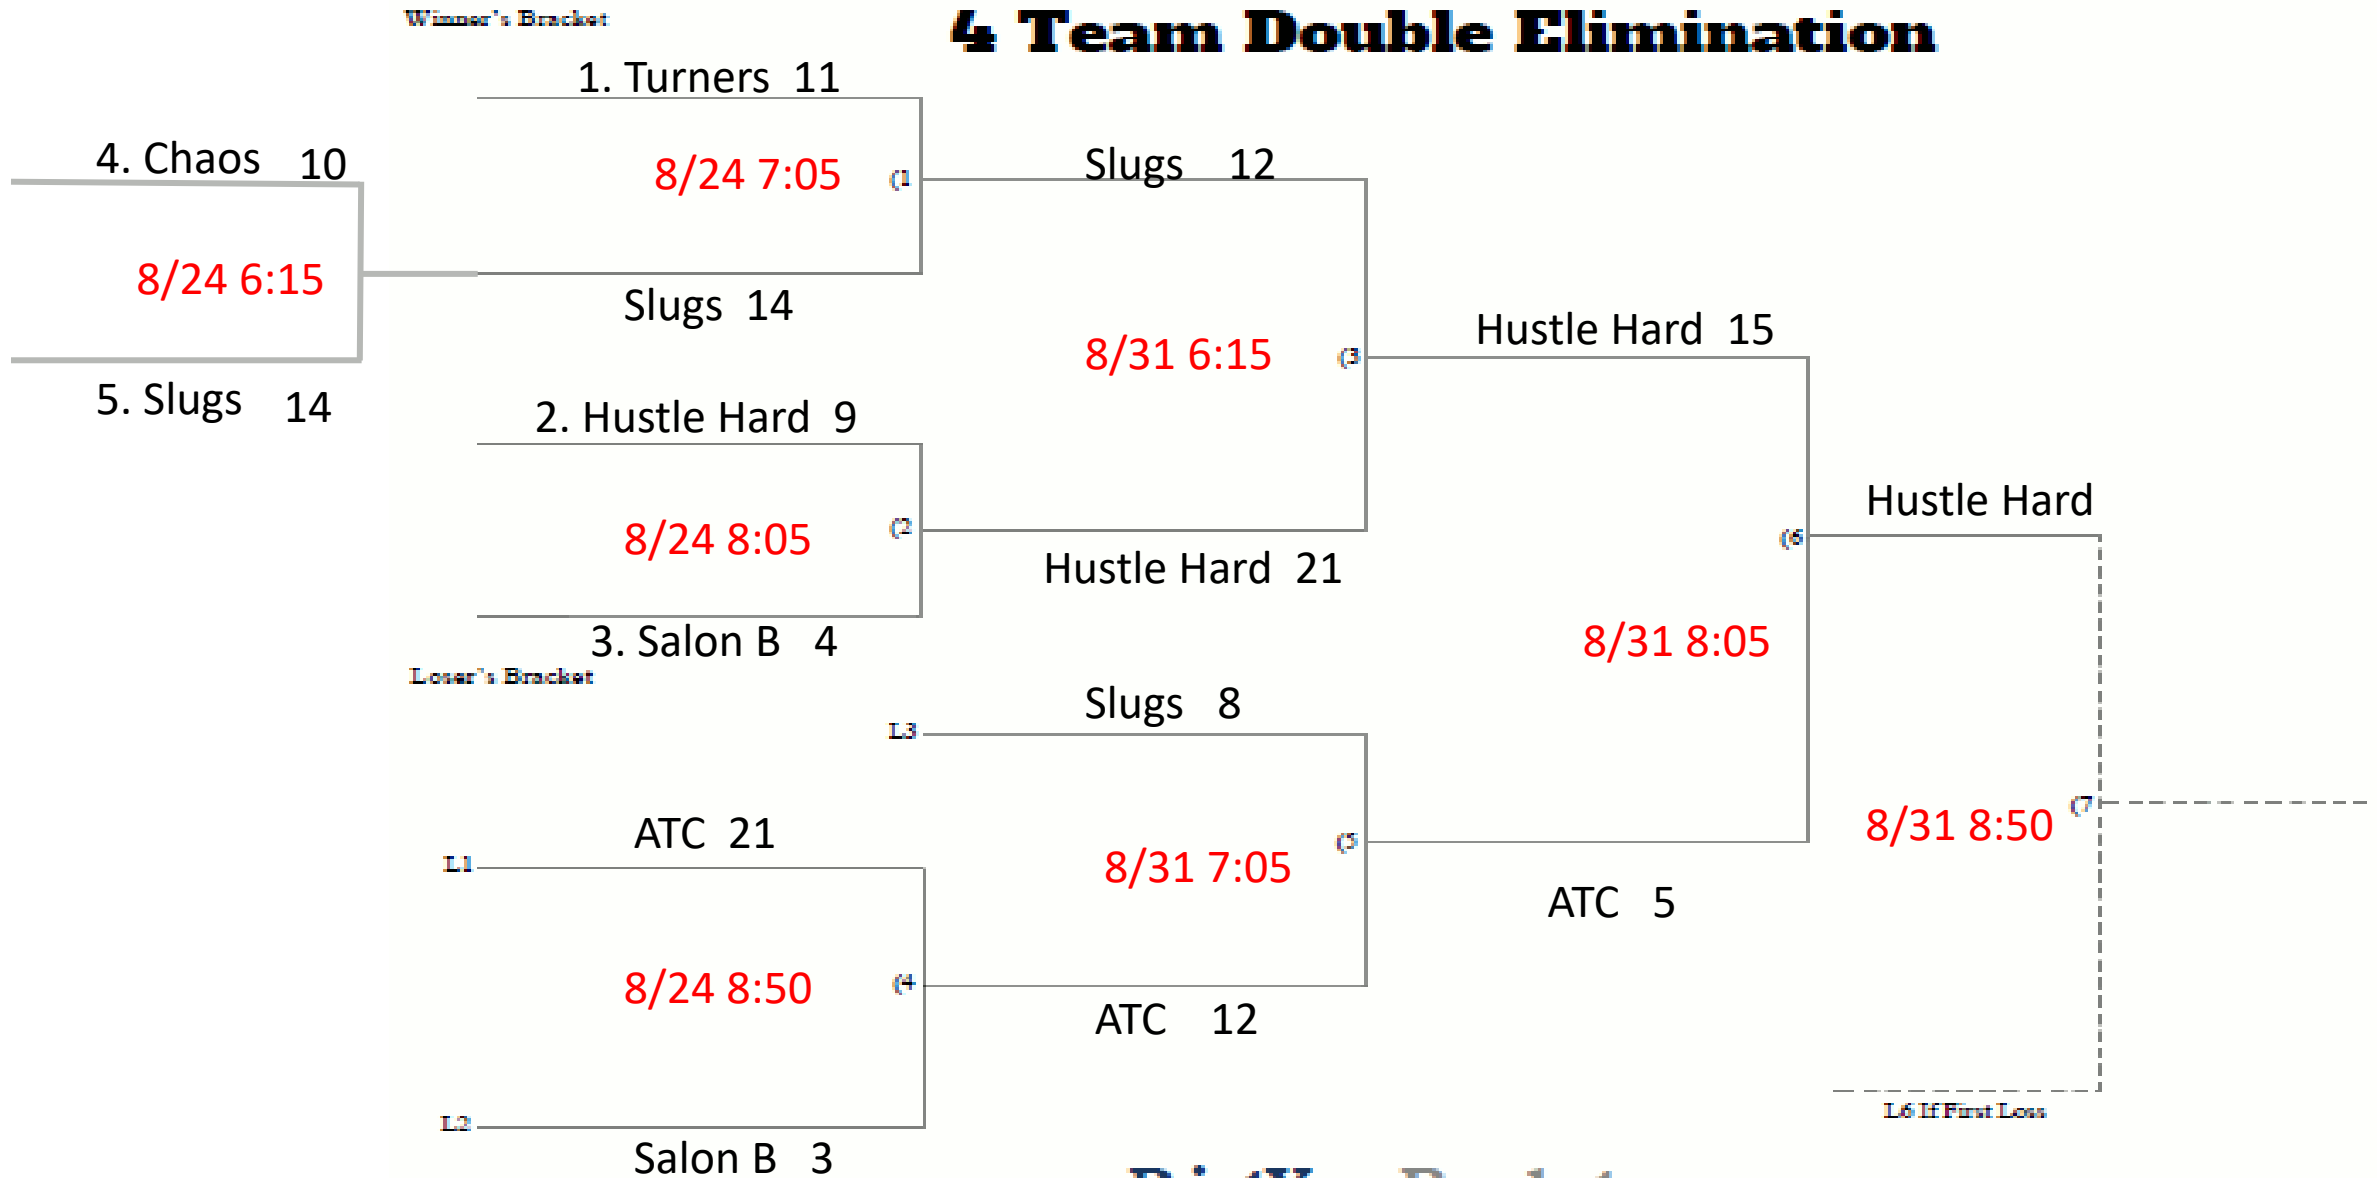 Winner's Bracket
4 Team Double Elimination
1. Turners 11
4. Chaos 10
8/24 7:05
(1
Slugs 12
8/24 6:15
Slugs 14
5. Slugs 14
8/31 6:15
(3
Hustle Hard 15
2. Hustle Hard 9
8/24 8:05
(2
Hustle Hard 21
3. Salon B 4
Hustle Hard
(6
8/31 8:05
Loser's Bracket
L3
Slugs 8
ATC 21
L1
8/31 7:05
(5
8/31 8:50
(7
ATC 5
8/24 8:50
(4
ATC 12
L2
Salon B 3
L6 If First Loss